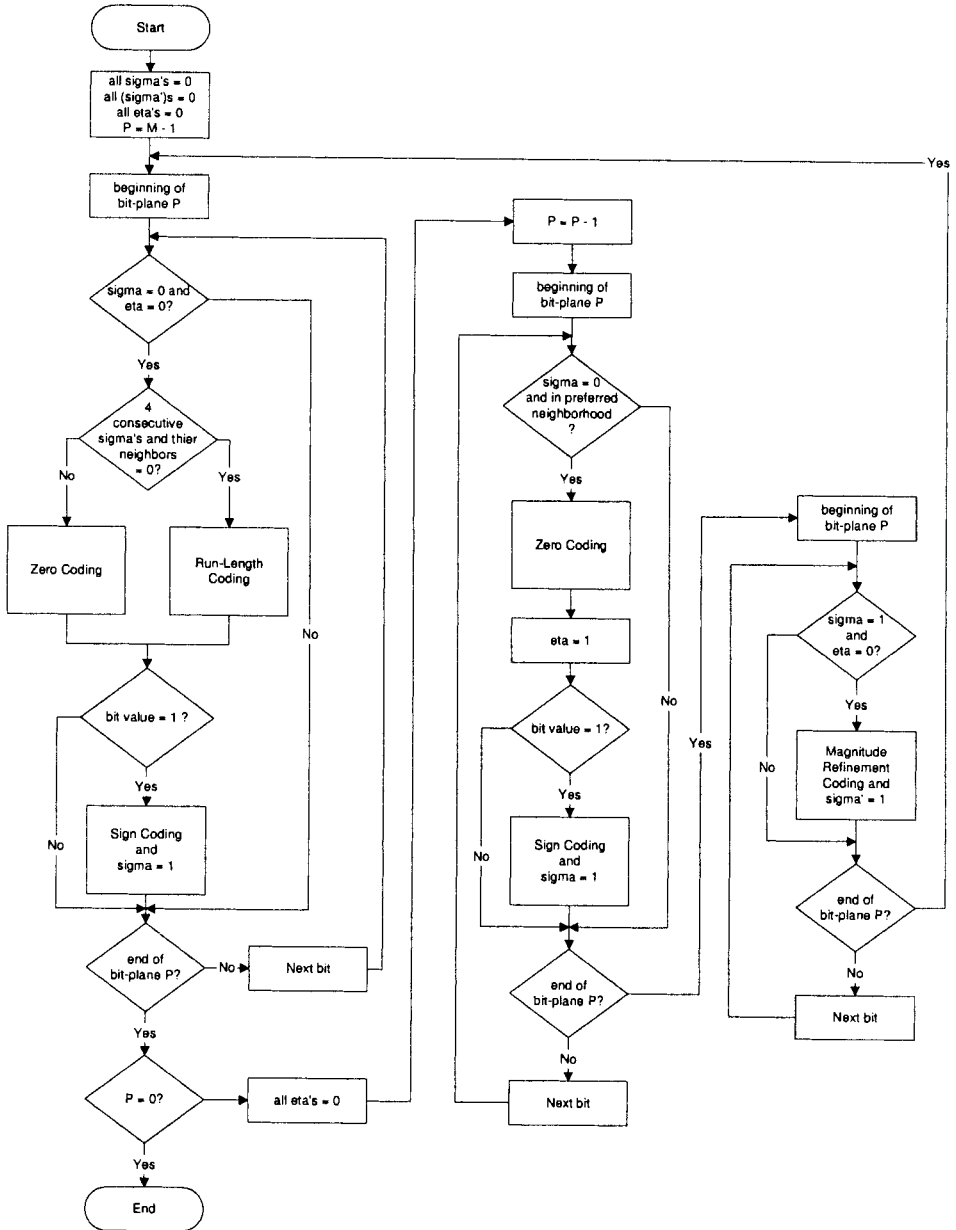 Start
all sigma's = 0
all (sigma')s = 0
all eta's = 0
P = M - 1
Yes
beginning of
bit-plane P
sigma = 0 and
eta = 0?
Yes
4
consecutive
sigma's and thier
neighbors
= 0?
No
Yes
Zero Coding
Run-Length
Coding
No
bit value = 1 ?
Yes
No
Sign Coding
and
sigma = 1
end of
bit-plane P?
No
Next bit
Yes
P = 0?
all eta's = 0
Yes
End
P = P - 1
beginning of
bit-plane P
sigma = 0
and in preferred
neighborhood
?
Yes
Zero Coding
eta = 1
No
bit value = 1?
Yes
No
Sign Coding
and
sigma = 1
end of
bit-plane P?
Yes
No
Next bit
beginning of
bit-plane P
sigma = 1
and
eta = 0?
Yes
No
Magnitude
Refinement
Coding and
sigma' = 1
end of
bit-plane P?
No
Next bit